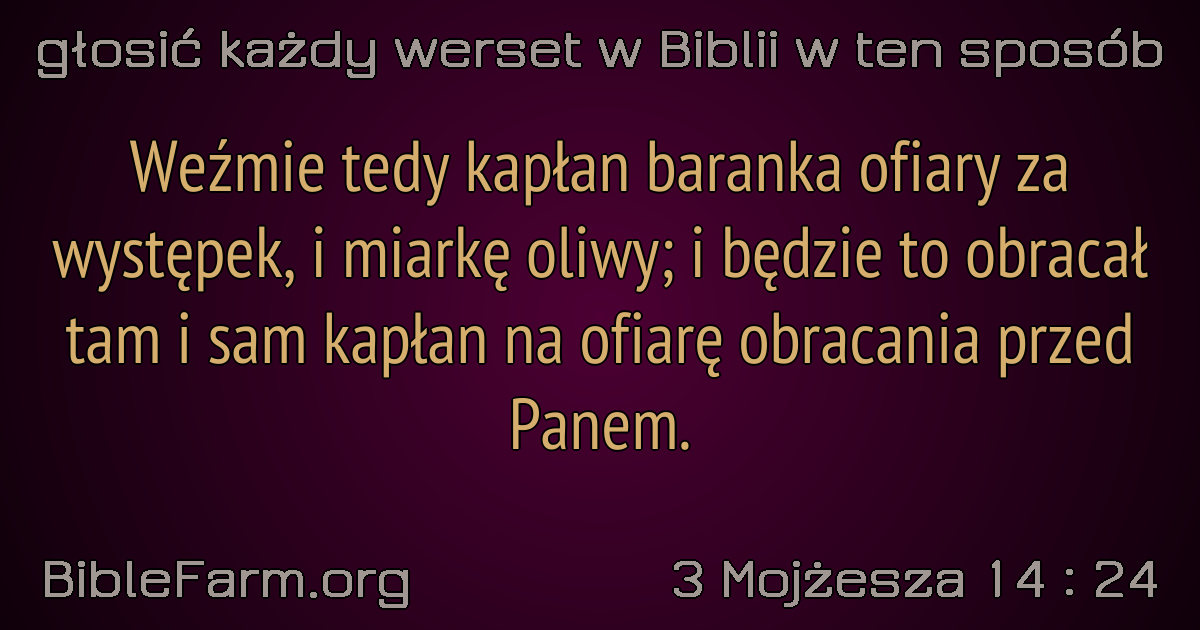 głosić każdy werset w Biblii w ten sposób
Weźmie tedy kapłan baranka ofiary za
występek, i miarkę oliwy; i będzie to obracał
tam i sam kapłan na ofiarę obracania przed
Panem.
BibleFarm.org
3 Mojżesza 14 : 24